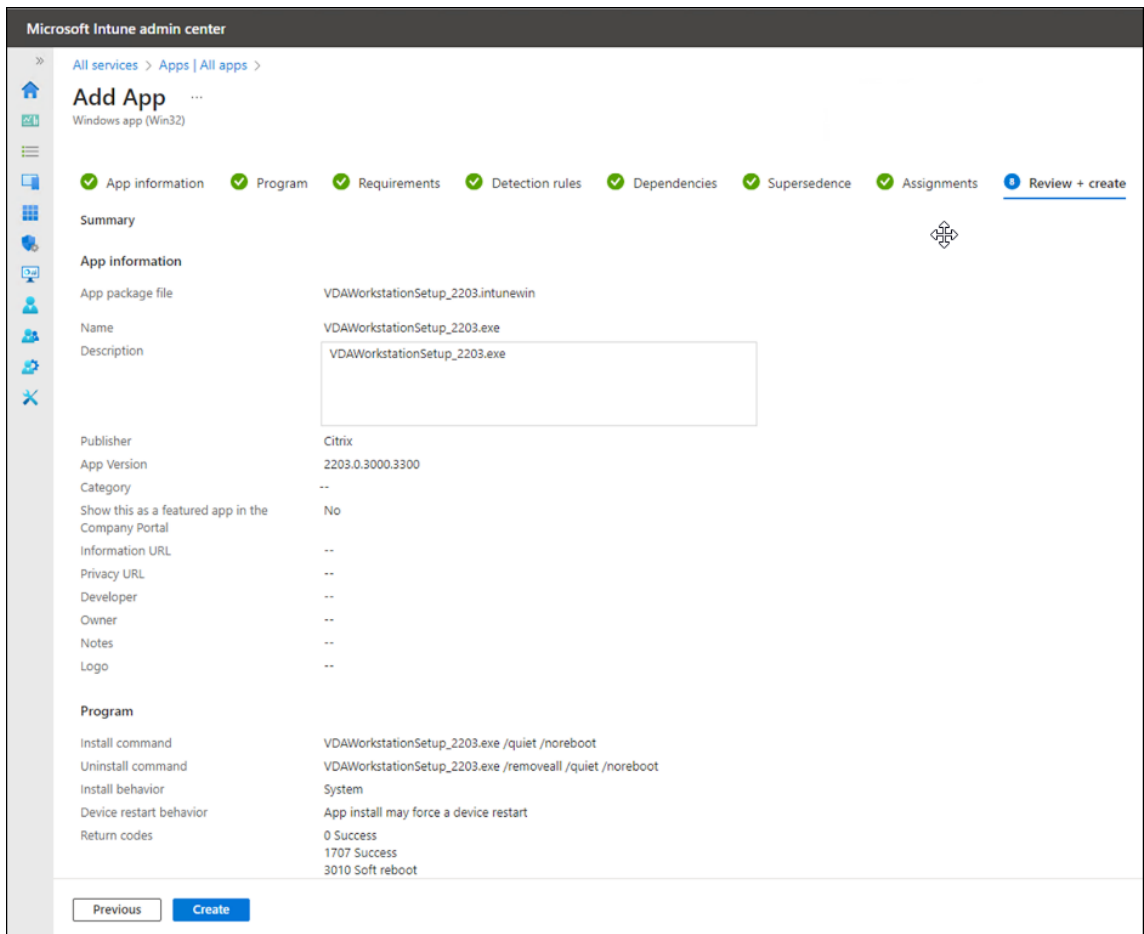 Microsoft Intune admin center
»
All services > Apps | All apps >
Add App ...
Windows app (Win32)
App information Program Requirements Detection rules Dependencies Supersedence Assignments 8 Review + create
Summary
App information
App package file VDAWorkstationSetup_2203.intunewin
Name VDAWorkstationSetup_2203.exe
Description VDAWorkstationSetup_2203.exe
Publisher Citrix
App Version 2203.0.3000.3300
Category --
Show this as a featured app in the No
Company Portal
Information URL --
Privacy URL --
Developer --
Owner --
Notes --
Logo --
Program
Install command VDAWorkstationSetup_2203.exe /quiet /noreboot
Uninstall command VDAWorkstationSetup_2203.exe /removeall /quiet /noreboot
Install behavior System
Device restart behavior App install may force a device restart
Return codes 0 Success
1707 Success
3010 Soft reboot
Previous Create